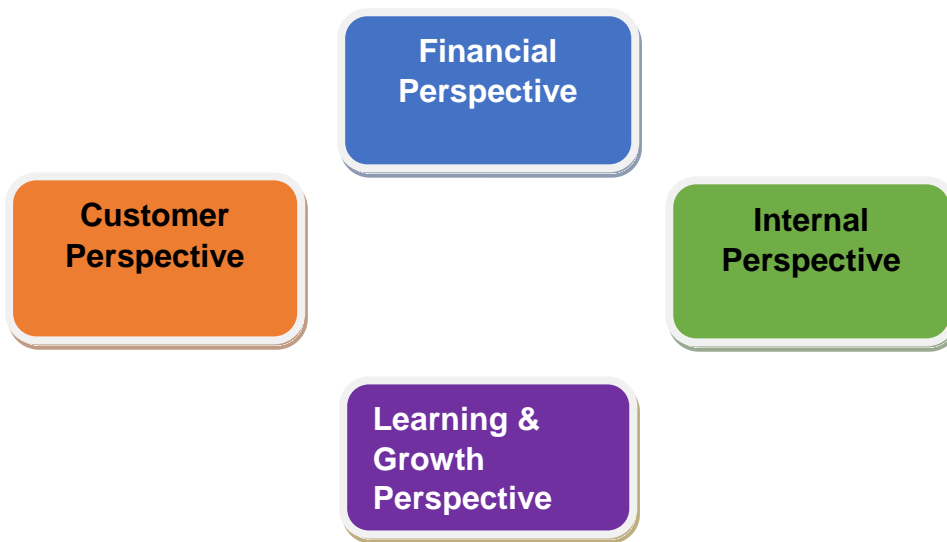 Financial
Perspective
Customer
Perspective
Internal
Perspective
Learning &
Growth
Perspective